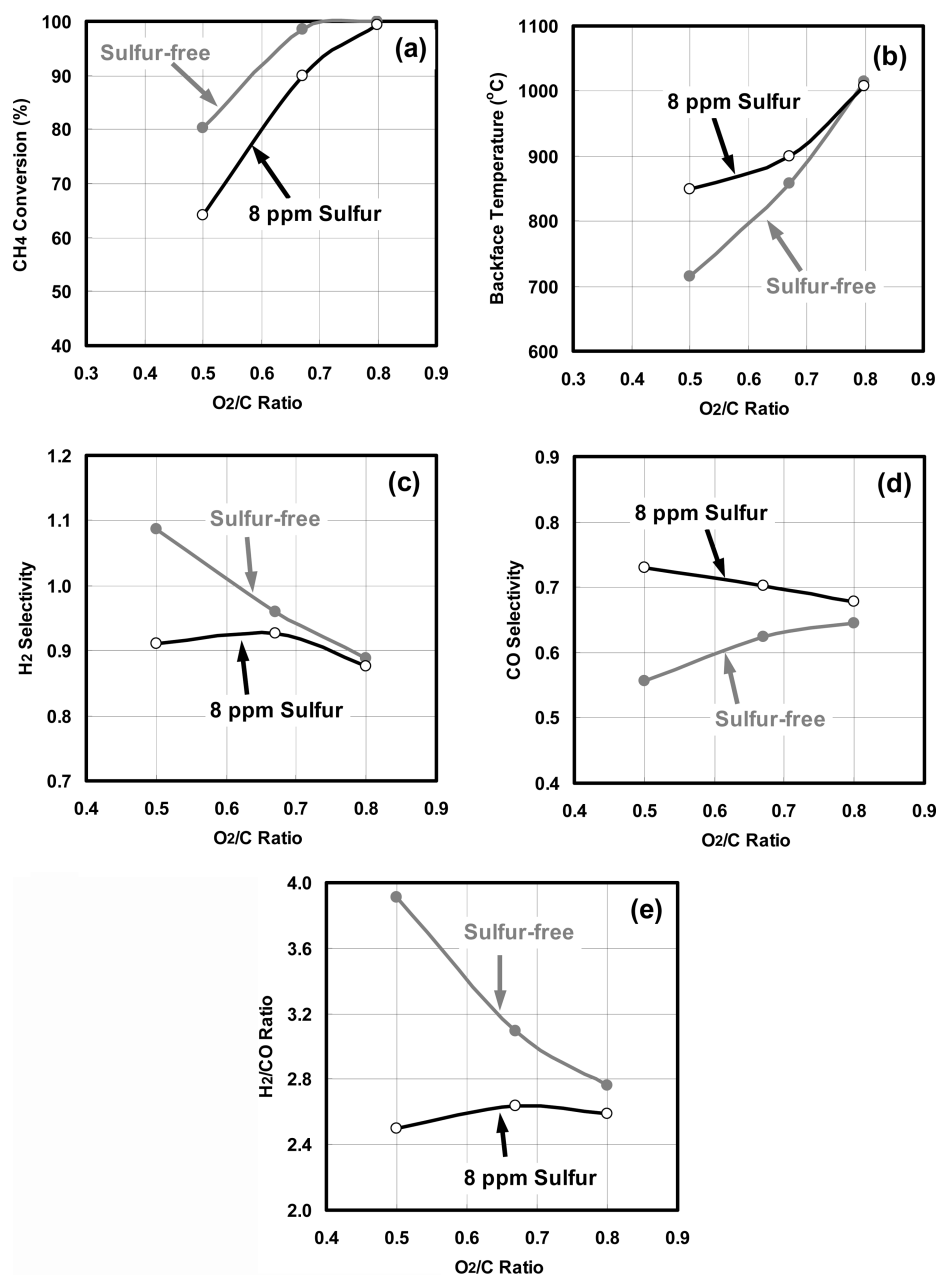 (a)
CH4 Conversion (%)
100
90
80
70
60
50
40
Sulfur-free
8 ppm Sulfur
0.3 0.4 0.5 0.6 0.7 0.8 0.9
O2/C Ratio
(b)
Backface Temperature (°C)
1100
1000
900
800
700
600
8 ppm Sulfur
Sulfur-free
0.3 0.4 0.5 0.6 0.7 0.8 0.9
O2/C Ratio
(c)
H2 Selectivity
1.2
1.1
1.0
0.9
0.8
0.7
Sulfur-free
8 ppm Sulfur
0.4 0.5 0.6 0.7 0.8 0.9
O2/C Ratio
(d)
CO Selectivity
0.9
0.8
0.7
0.6
0.5
0.4
8 ppm Sulfur
Sulfur-free
0.4 0.5 0.6 0.7 0.8 0.9
O2/C Ratio
(e)
H2/CO Ratio
4.0
3.6
3.2
2.8
2.4
2.0
Sulfur-free
8 ppm Sulfur
0.4 0.5 0.6 0.7 0.8 0.9
O2/C Ratio